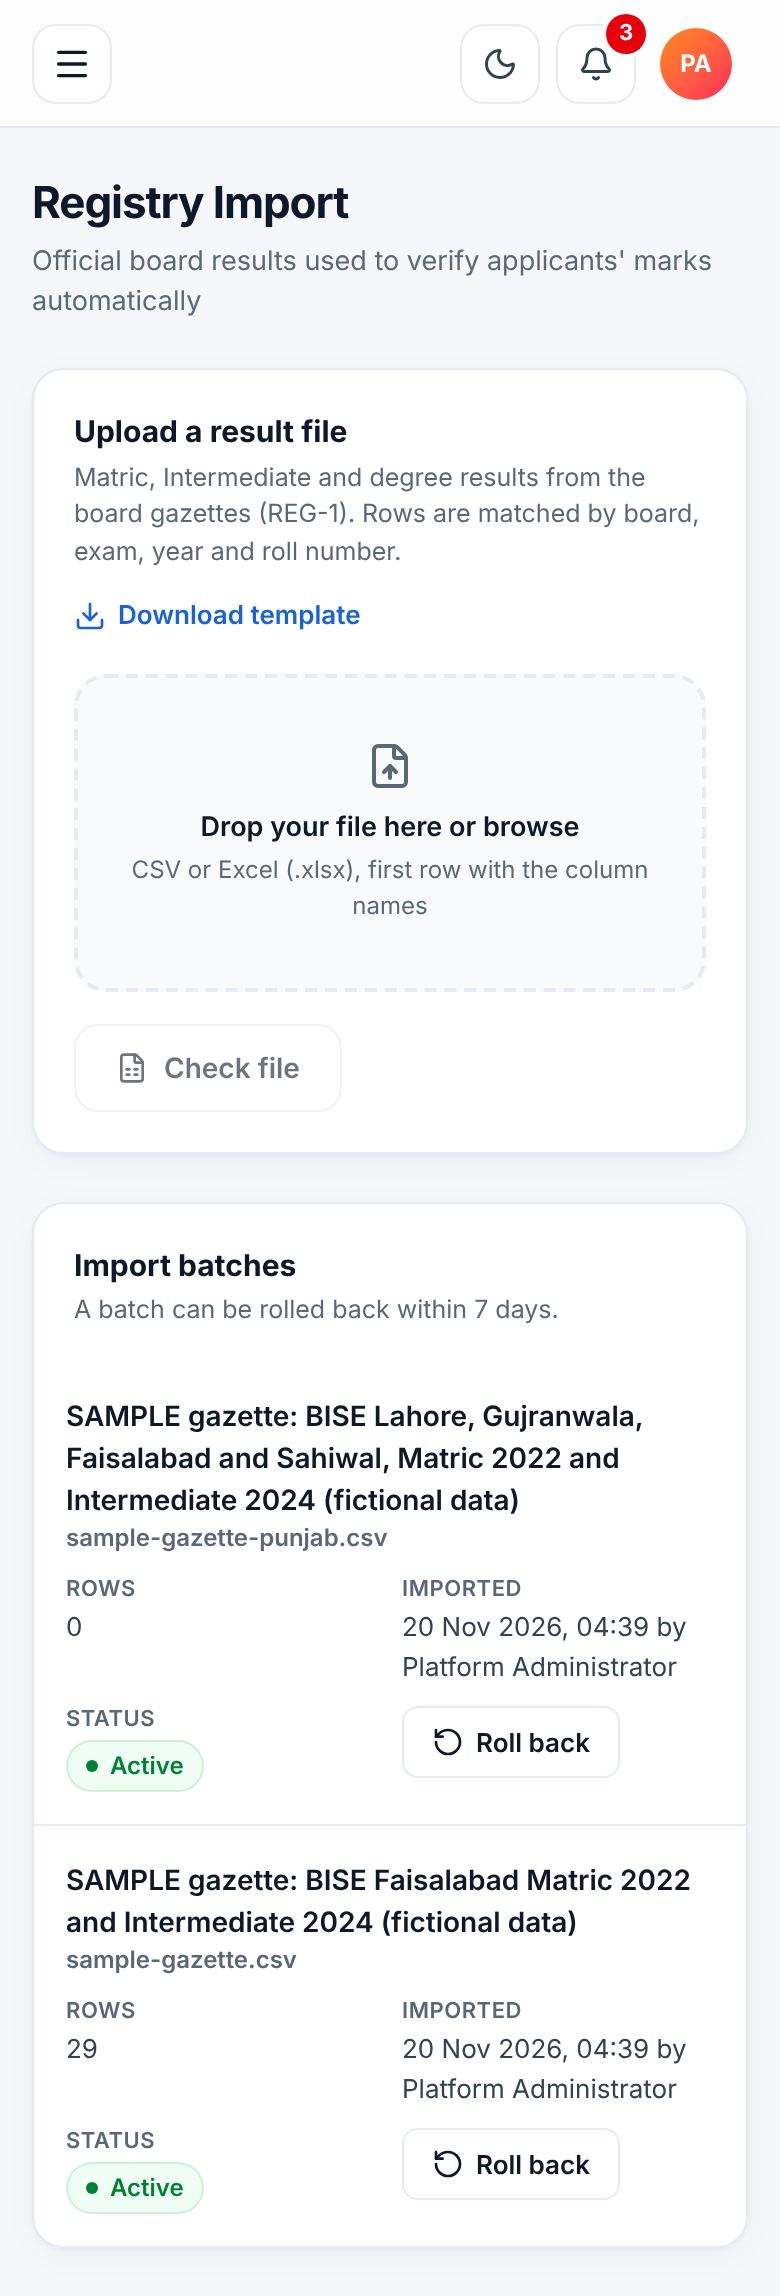 3
PA
Registry Import
Official board results used to verify applicants' marks
automatically
Upload a result file
Matric, Intermediate and degree results from the
board gazettes (REG-1). Rows are matched by board,
exam, year and roll number.
Download template
Drop your file here or browse
CSV or Excel (.xlsx), first row with the column
names
Check file
Import batches
A batch can be rolled back within 7 days.
SAMPLE gazette: BISE Lahore, Gujranwala,
Faisalabad and Sahiwal, Matric 2022 and
Intermediate 2024 (fictional data)
sample-gazette-punjab.csv
ROWS
0
IMPORTED
20 Nov 2026, 04:39 by
Platform Administrator
STATUS
Active
Roll back
SAMPLE gazette: BISE Faisalabad Matric 2022
and Intermediate 2024 (fictional data)
sample-gazette.csv
ROWS
29
IMPORTED
20 Nov 2026, 04:39 by
Platform Administrator
STATUS
Active
Roll back